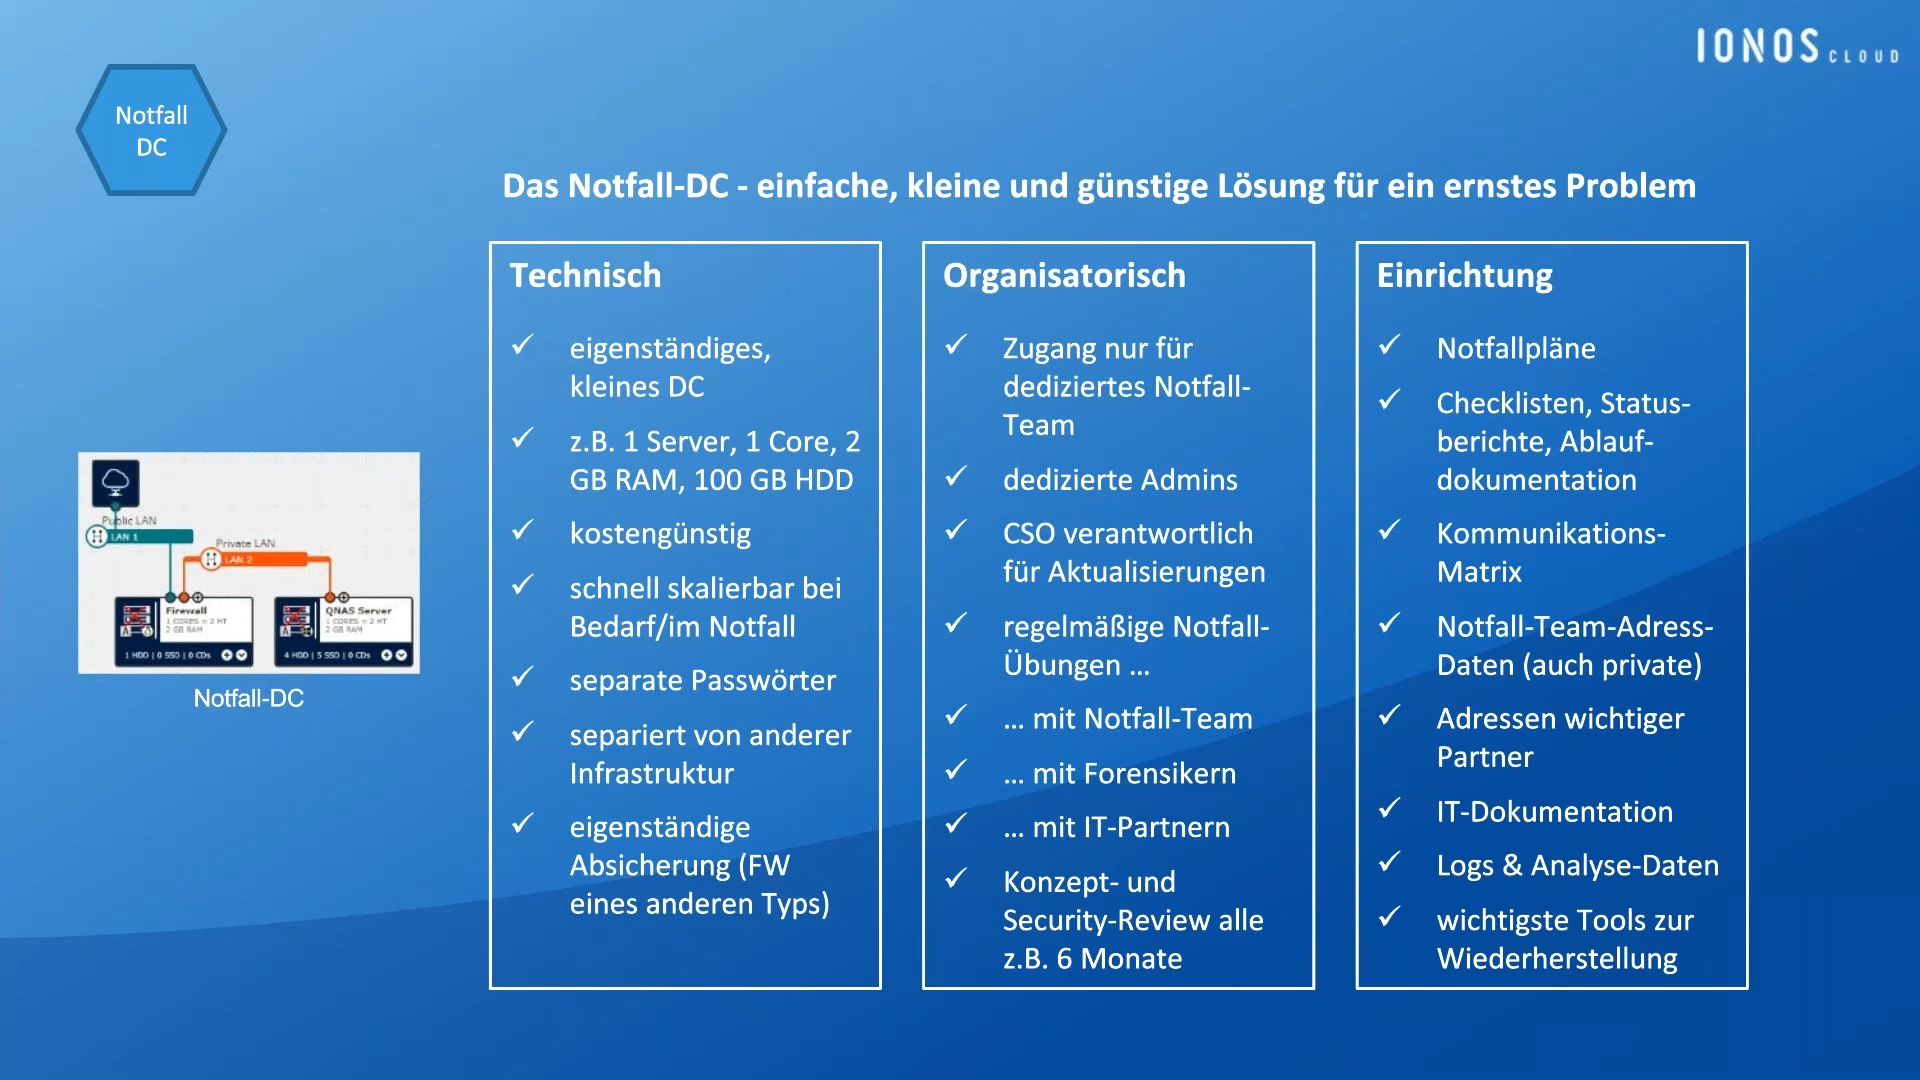 IONOS CLOUD
Notfall
DC
Das Notfall-DC - einfache, kleine und günstige Lösung für ein ernstes Problem
Technisch
eigenständiges,
kleines DC
z.B. 1 Server, 1 Core, 2
GB RAM, 100 GB HDD
kostengünstig
schnell skalierbar bei
Bedarf/im Notfall
separate Passwörter
separiert von anderer
Infrastruktur
eigenständige
Absicherung (FW
eines anderen Typs)
Organisatorisch
Zugang nur für
dediziertes Notfall-
Team
dedizierte Admins
CSO verantwortlich
für Aktualisierungen
regelmäßige Notfall-
Übungen ...
... mit Notfall-Team
... mit Forensikern
... mit IT-Partnern
Konzept- und
Security-Review alle
z.B. 6 Monate
Einrichtung
Notfallpläne
Checklisten, Status-
berichte, Ablauf-
dokumentation
Kommunikations-
Matrix
Notfall-Team-Adress-
Daten (auch private)
Adressen wichtiger
Partner
IT-Dokumentation
Logs & Analyse-Daten
wichtigste Tools zur
Wiederherstellung
Public LAN
LAN 1
Private LAN
LAN 2
Firewall
1 CORES = 2 HT
2 GB RAM
A
1 HDD | 0 SSD | 0 CDs
QNAS Server
1 CORES = 2 HT
2 GB RAM
A
4 HDD | 5 SSD | 0 CDs
Notfall-DC